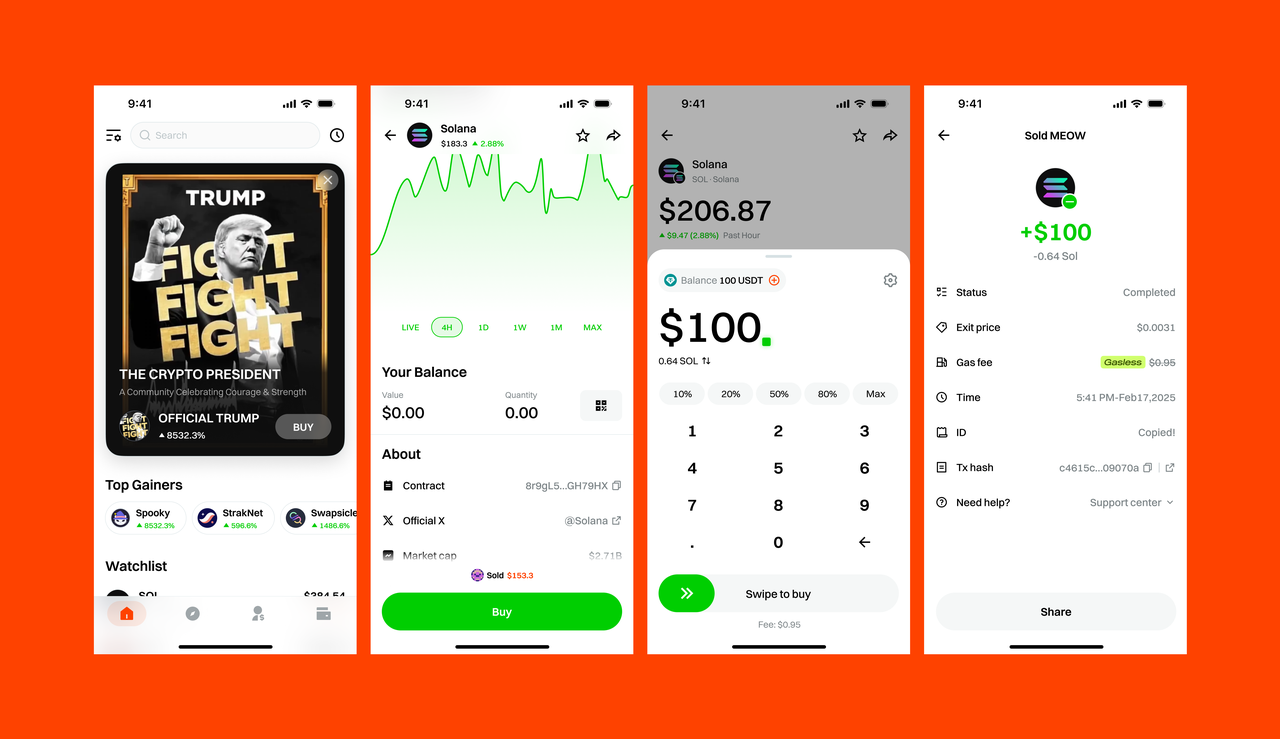 9:41
Search
TRUMP
FIGHT
FIGHT
FIGHT
THE CRYPTO PRESIDENT
A Community Celebrating Courage & Strength
FIGHT
FIGHT
FIGHT
OFFICIAL TRUMP
8532.3%
BUY
Top Gainers
Spooky
8532.3%
StrakNet
596.6%
Swapsicle
1486.6%
Watchlist
SOL
$284.54
9:41
Solana
$183.3 2.88%
LIVE 4H 1D 1W 1M MAX
Your Balance
Value Quantity
$0.00 0.00
About
Contract 8r9gL5...GH79HX
Official X @Solana
Market cap $2.71B
Sold $153.3
Buy
9:41
Solana
SOL · Solana
$206.87
$9.47 (2.88%) Past Hour
Balance 100 USDT
$100
0.64 SOL
10% 20% 50% 80% Max
1 2 3
4 5 6
7 8 9
. 0
Swipe to buy
Fee: $0.95
9:41
Sold MEOW
+$100
-0.64 Sol
Status Completed
Exit price $0.0031
Gas fee Gasless $0.95
Time 5:41 PM-Feb17,2025
ID Copied!
Tx hash c4615c...09070a
Need help? Support center
Share